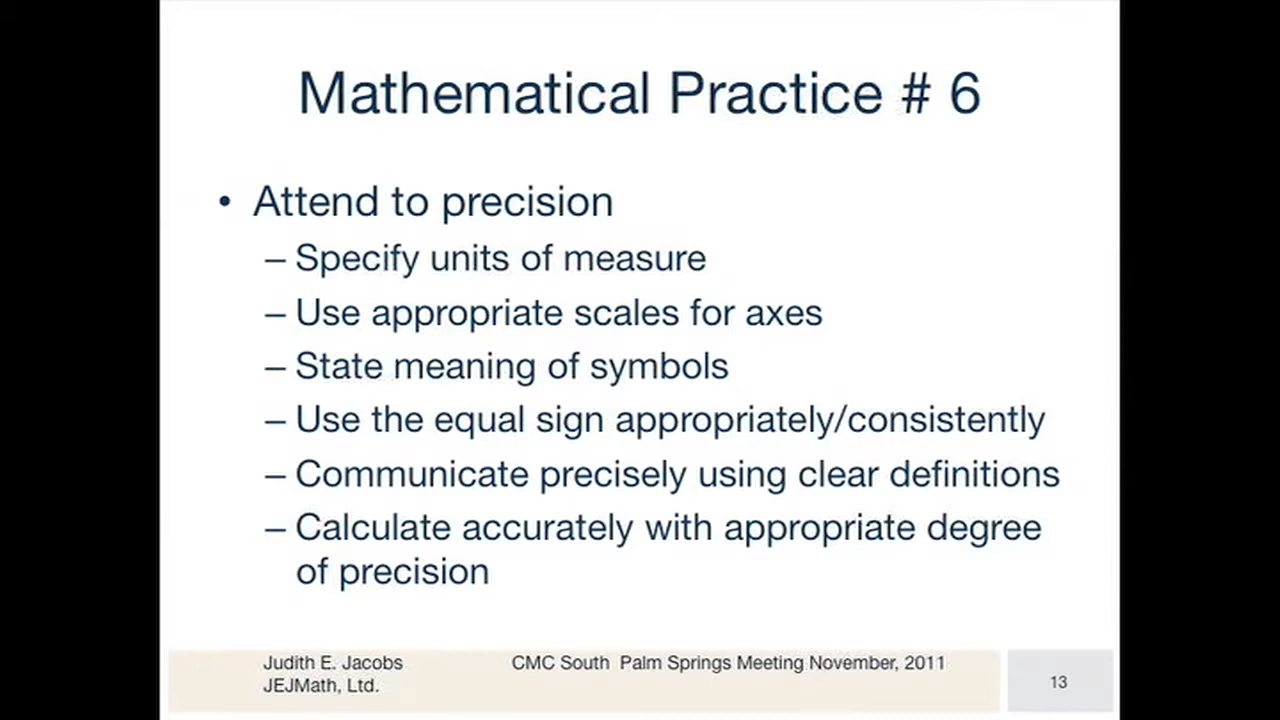 Mathematical Practice # 6
• Attend to precision
– Specify units of measure
– Use appropriate scales for axes
– State meaning of symbols
– Use the equal sign appropriately/consistently
– Communicate precisely using clear definitions
– Calculate accurately with appropriate degree
of precision
Judith E. Jacobs
JEJMath, Ltd.
CMC South Palm Springs Meeting November, 2011
13